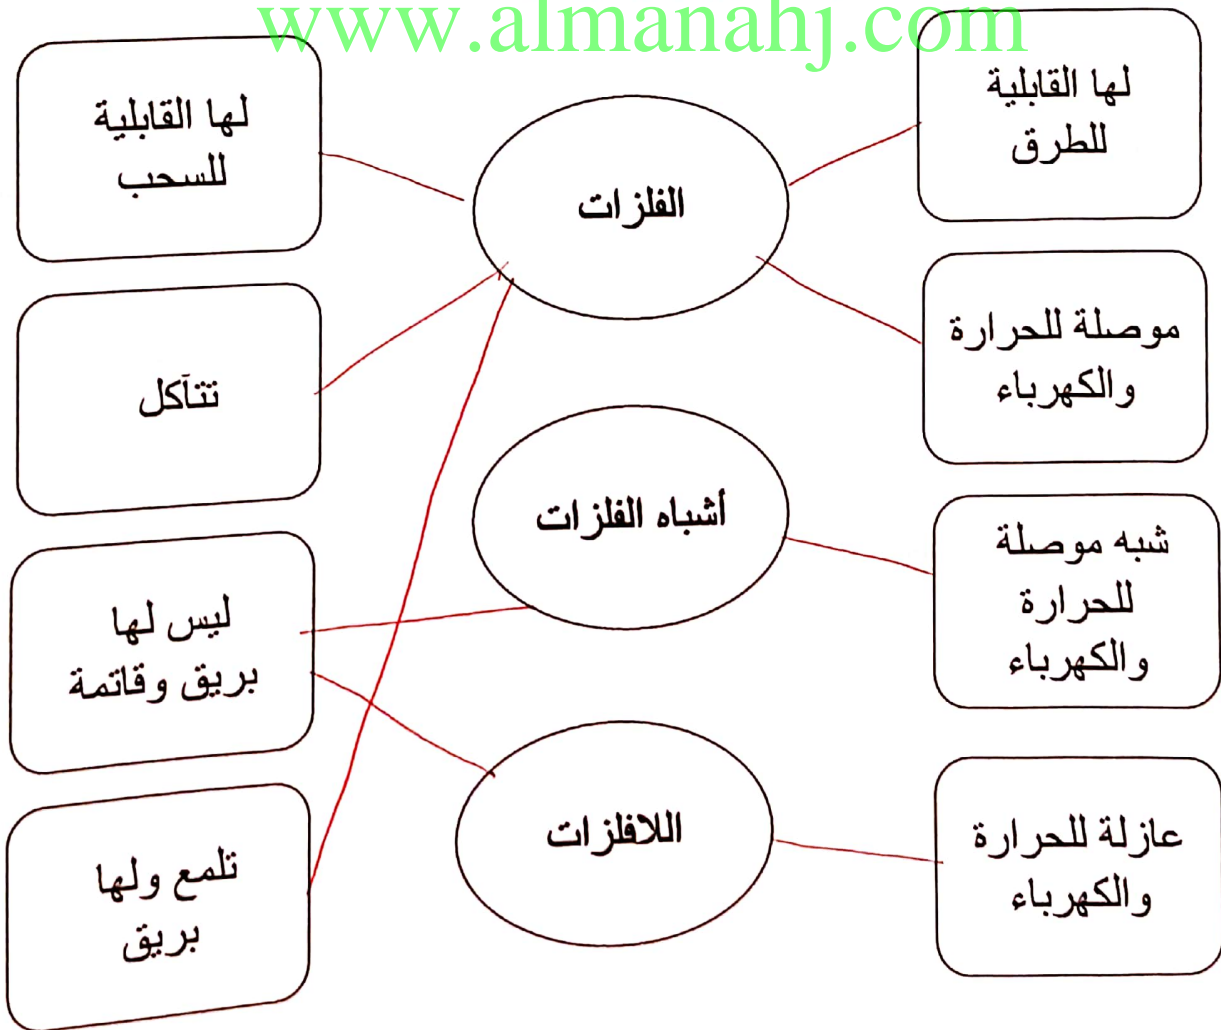 www.almanahj.com
لها القابلية
للطرق
الفلزات
لها القابلية
للسحب
موصلة للحرارة
والكهرباء
تتآكل
شبه موصلة
للحرارة
والكهرباء
أشباه الفلزات
ليس لها
بريق وقاتمة
عازلة للحرارة
والكهرباء
اللافلزات
تلمع ولها
بريق